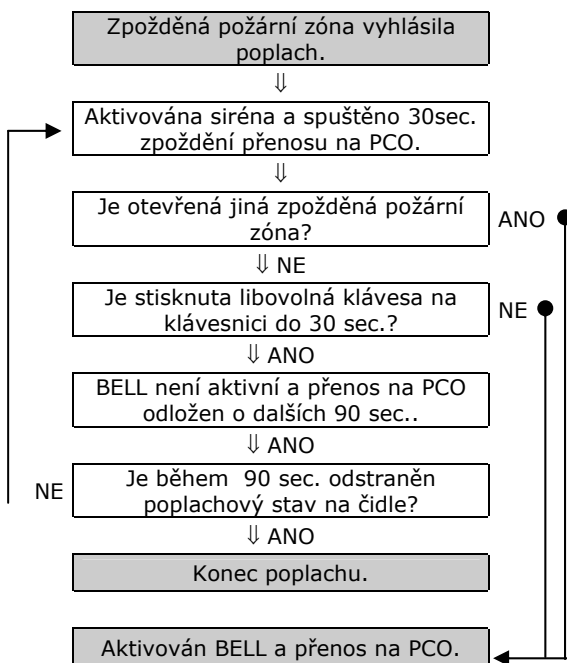 Zpožděná požární zóna vyhlásila
poplach.
⇓
Aktivována siréna a spuštěno 30sec.
zpoždění přenosu na PCO.
⇓
Je otevřená jiná zpožděná požární
zóna?
ANO
⇓ NE
Je stisknuta libovolná klávesa na
klávesnici do 30 sec.?
NE
⇓ ANO
BELL není aktivní a přenos na PCO
odložen o dalších 90 sec..
⇓ ANO
Je během 90 sec. odstraněn
poplachový stav na čidle?
NE
⇓ ANO
Konec poplachu.
Aktivován BELL a přenos na PCO.